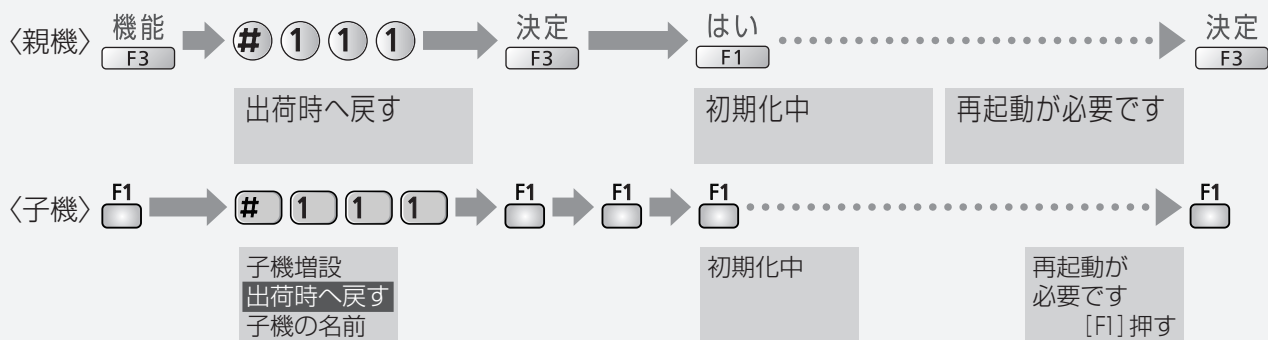 〈親機〉 機能 F3 # 1 1 1 決定 F3 はい F1 決定 F3
出荷時へ戻す 初期化中 再起動が必要です
〈子機〉 F1 # 1 1 1 F1 F1 F1 F1
子機増設 初期化中 再起動が
出荷時へ戻す 必要です
子機の名前 [F1]押す